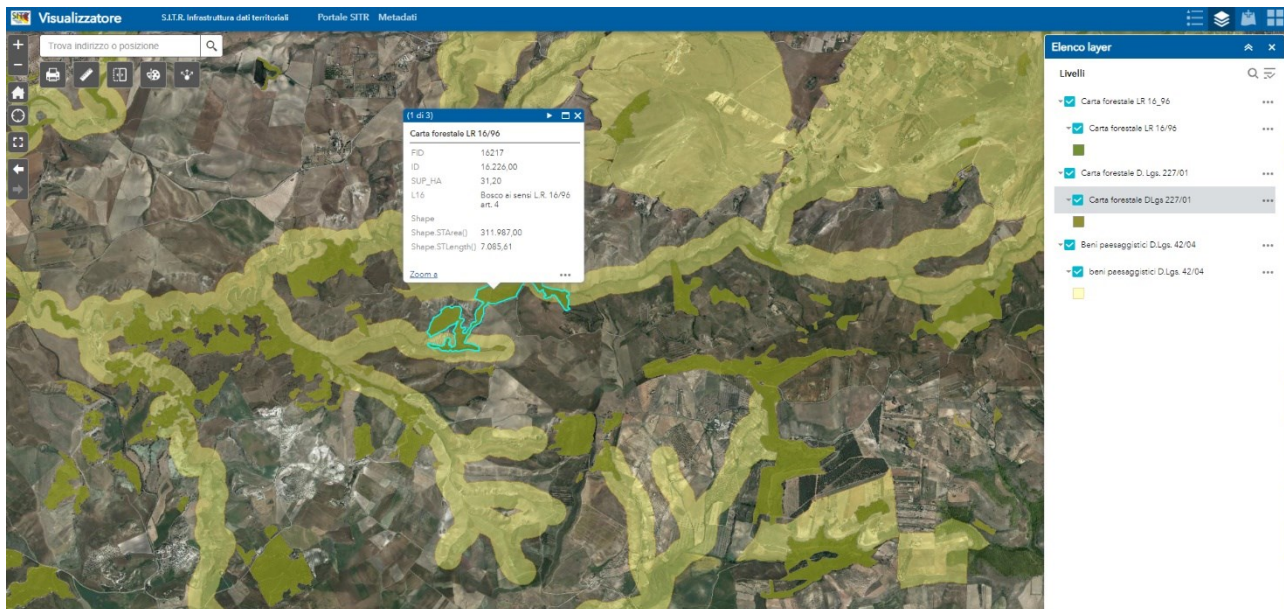 Visualizzatore
S.I.T.R. Infrastruttura dati territoriali
Portale SITR
Metadati
Trova indirizzo o posizione
(1 di 3)
Carta forestale LR 16/96
FID 16217
ID 16.226,00
SUP_HA 31,20
L16 Bosco ai sensi L.R. 16/96
art. 4
Shape
Shape.STArea() 311.987,00
Shape.STLength() 7.085,61
Zoom a
Elenco layer
Livelli
Carta forestale LR 16_96
Carta forestale LR 16/96
Carta forestale D. Lgs. 227/01
Carta forestale DLgs 227/01
Beni paesaggistici D.Lgs. 42/04
beni paesaggistici D.Lgs. 42/04